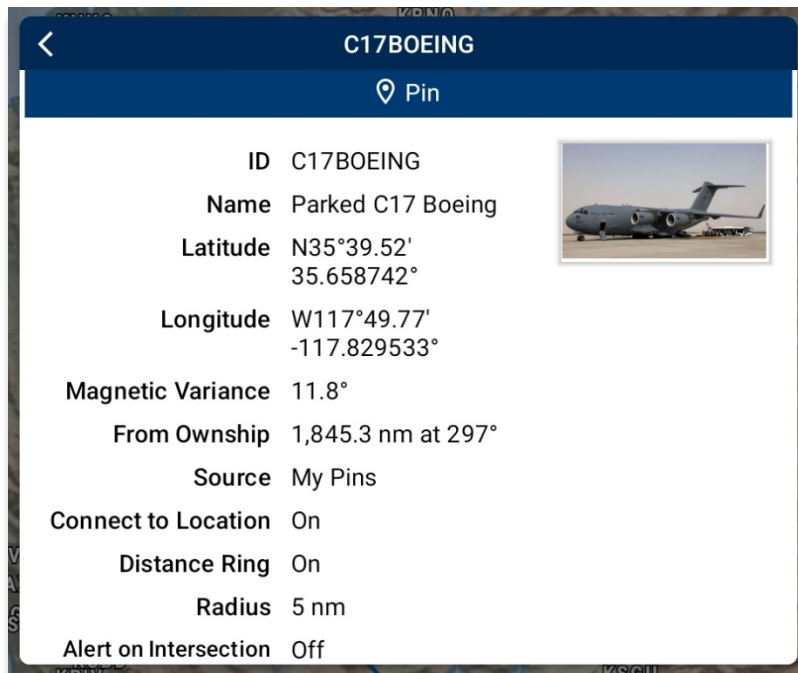 KRNO
C17BOEING
Pin
ID C17BOEING
Name Parked C17 Boeing
Latitude N35°39.52'
35.658742°
Longitude W117°49.77'
-117.829533°
Magnetic Variance 11.8°
From Ownship 1,845.3 nm at 297°
Source My Pins
Connect to Location On
Distance Ring On
Radius 5 nm
Alert on Intersection Off